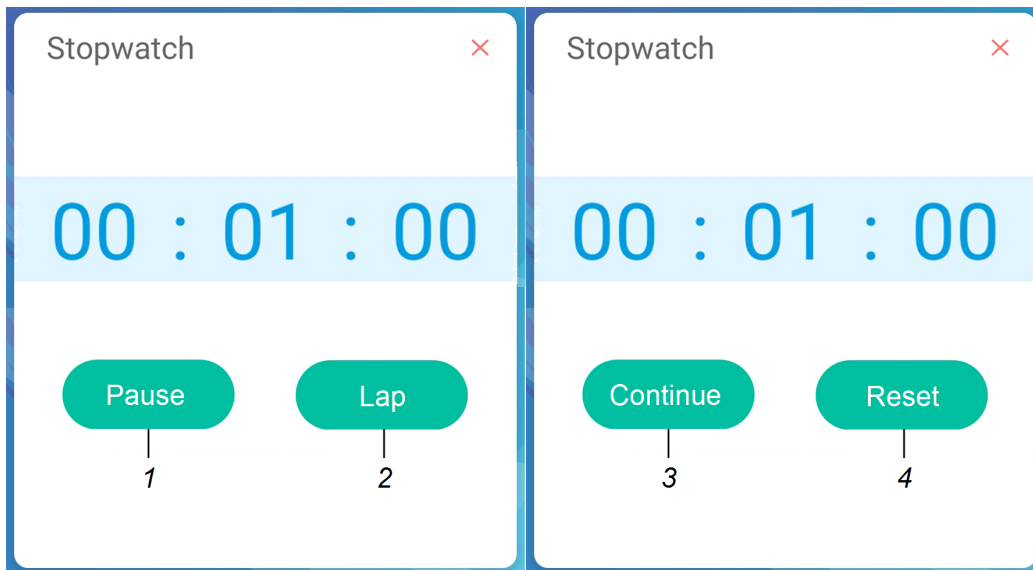 Stopwatch
00 : 01 : 00
Pause
Lap
1
2
Stopwatch
00 : 01 : 00
Continue
Reset
3
4